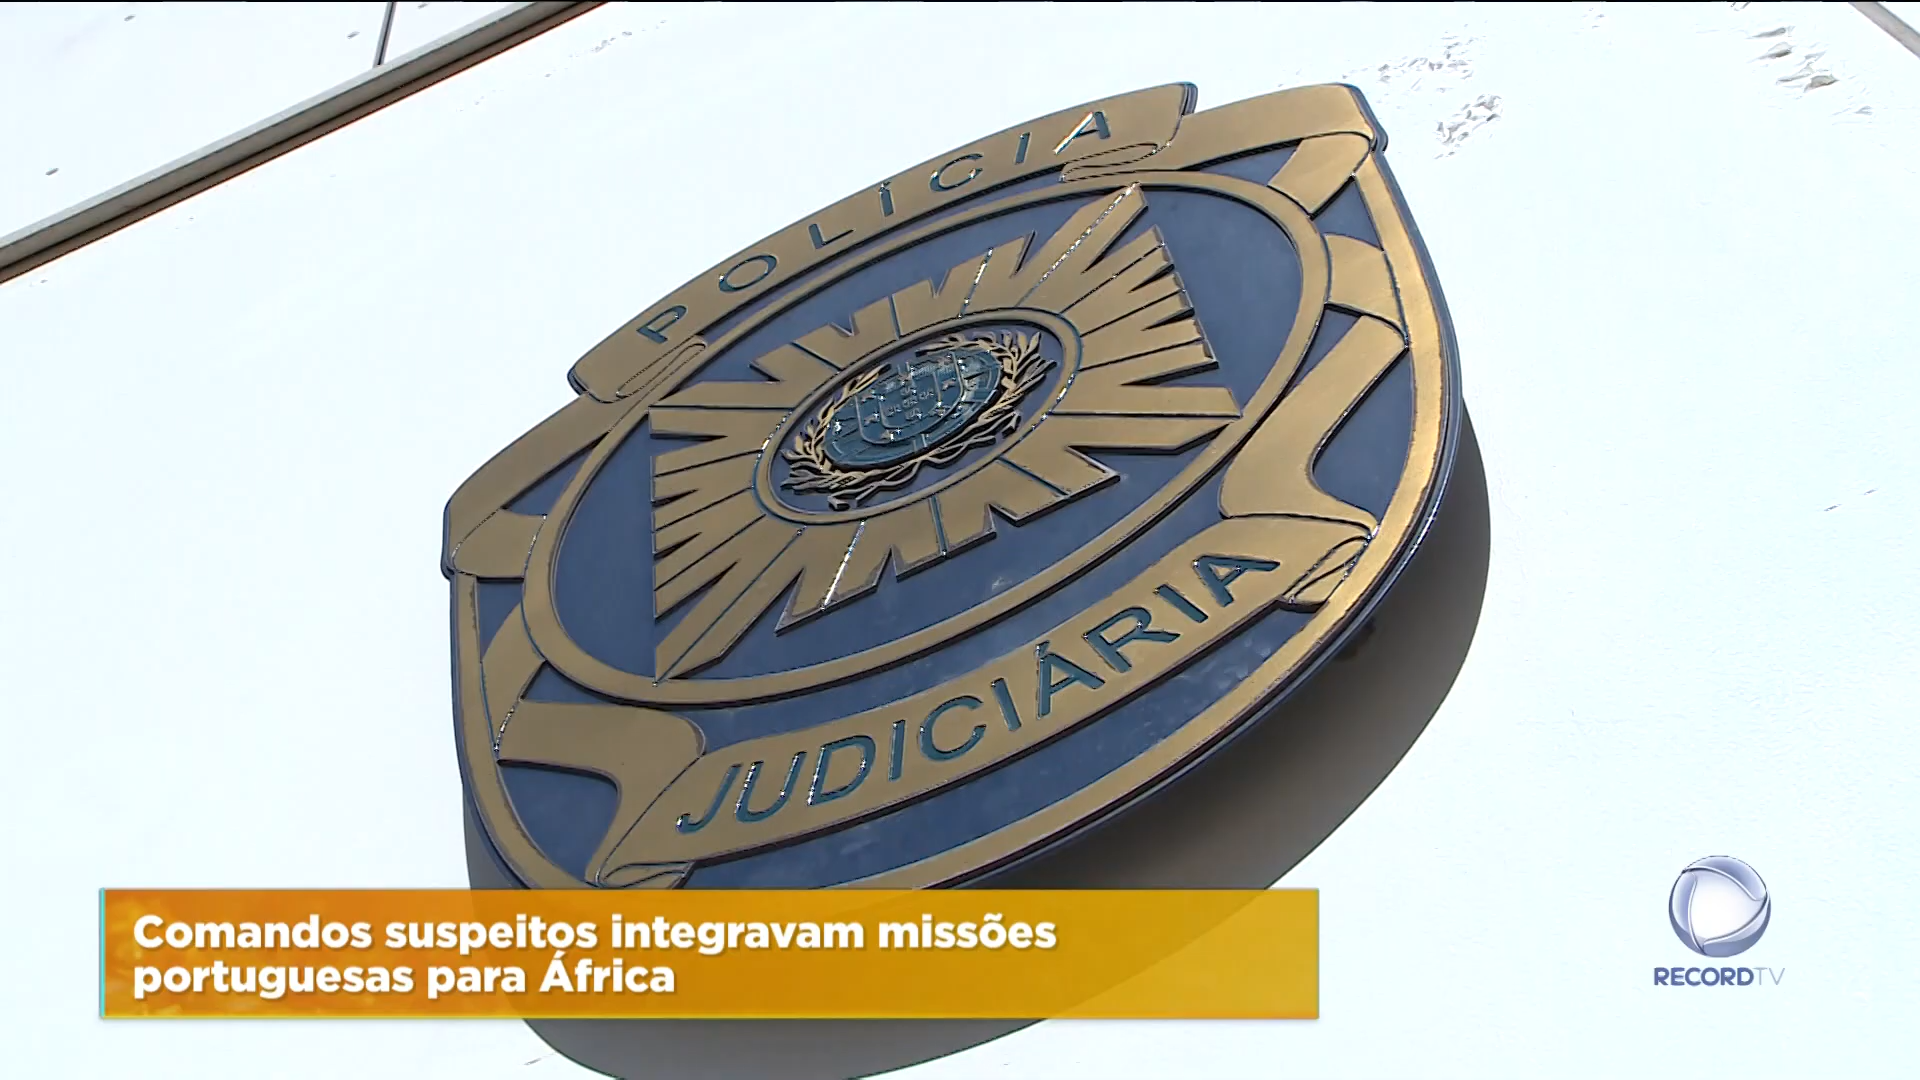 POLÍCIA
JUDICIÁRIA
Comandos suspeitos integravam missões
portuguesas para África
RECORDTV